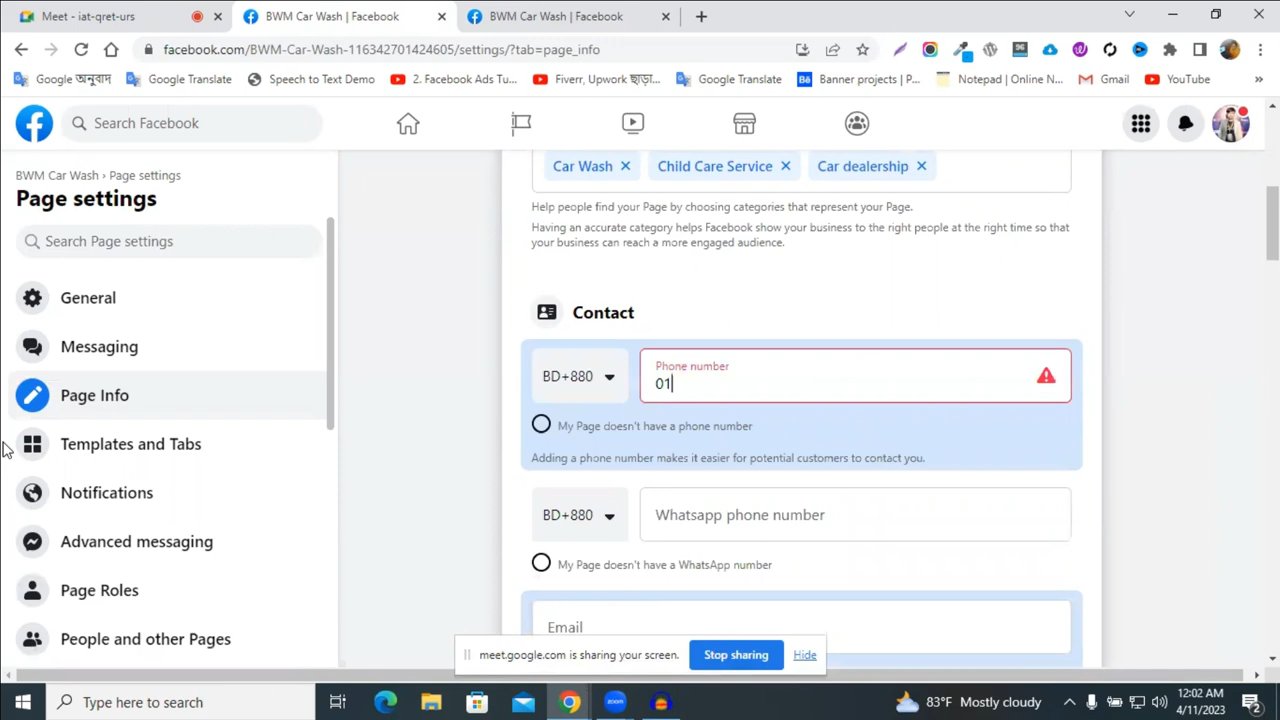 Meet - iat-qret-urs
BWM Car Wash | Facebook
BWM Car Wash | Facebook
facebook.com/BWM-Car-Wash-116342701424605/settings/?tab=page_info
Google অনুবাদ
Google Translate
Speech to Text Demo
2. Facebook Ads Tu...
Fiverr, Upwork ছাড়া...
Google Translate
Banner projects | P...
Notepad | Online N...
Gmail
YouTube
Search Facebook
BWM Car Wash › Page settings
Page settings
Search Page settings
General
Messaging
Page Info
Templates and Tabs
Notifications
Advanced messaging
Page Roles
People and other Pages
Car Wash
Child Care Service
Car dealership
Help people find your Page by choosing categories that represent your Page.
Having an accurate category helps Facebook show your business to the right people at the right time so that
your business can reach a more engaged audience.
Contact
BD+880
Phone number
01
My Page doesn't have a phone number
Adding a phone number makes it easier for potential customers to contact you.
BD+880
Whatsapp phone number
My Page doesn't have a WhatsApp number
Email
meet.google.com is sharing your screen.
Stop sharing
Hide
Type here to search
zoom
83°F Mostly cloudy
12:02 AM
4/11/2023
2